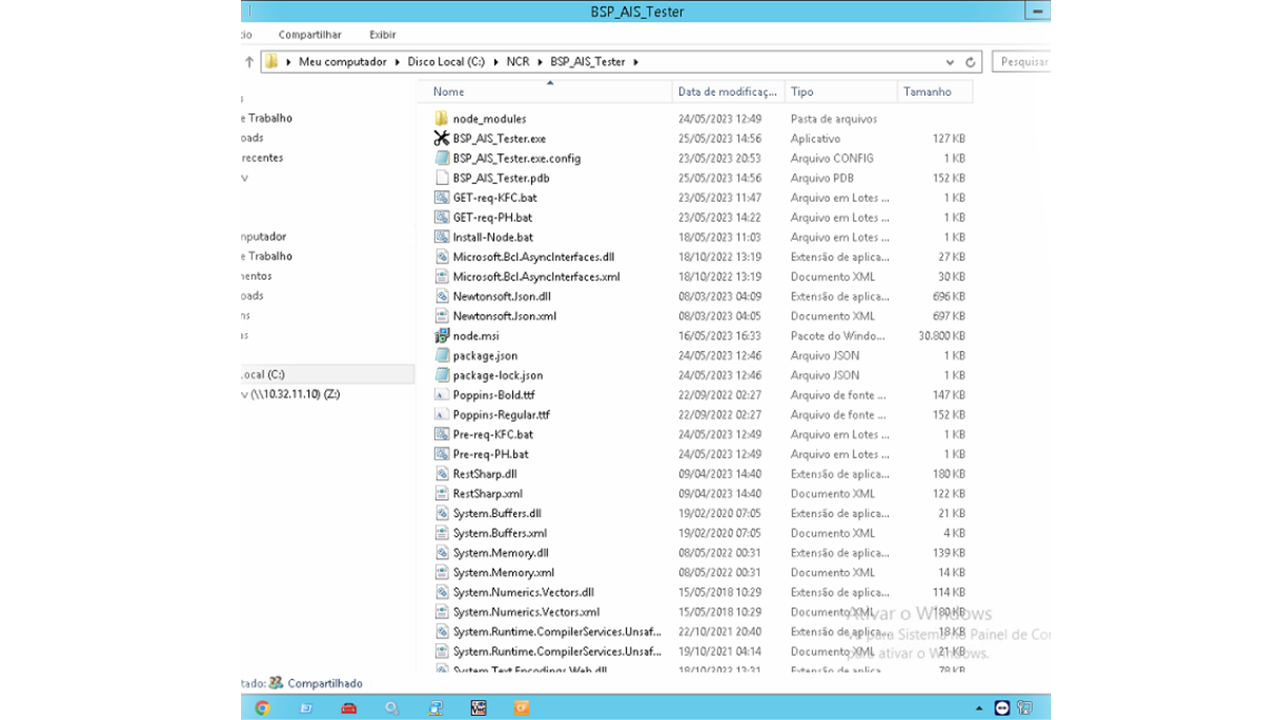 BSP_AIS_Tester
cio Compartilhar Exibir
Meu computador Disco Local (C:) NCR BSP_AIS_Tester Pesquisar
Nome Data de modificaç... Tipo Tamanho
node_modules 24/05/2023 12:49 Pasta de arquivos
e Trabalho
BSP_AIS_Tester.exe 25/05/2023 14:56 Aplicativo 127 KB
oads
BSP_AIS_Tester.exe.config 23/05/2023 20:53 Arquivo CONFIG 1 KB
recentes
BSP_AIS_Tester.pdb 25/05/2023 14:56 Arquivo PDB 152 KB
v
GET-req-KFC.bat 23/05/2023 11:47 Arquivo em Lotes ... 1 KB
GET-req-PH.bat 23/05/2023 14:22 Arquivo em Lotes ... 1 KB
Install-Node.bat 18/05/2023 11:03 Arquivo em Lotes ... 1 KB
nputador
Microsoft.Bcl.AsyncInterfaces.dll 18/10/2022 13:19 Extensão de aplica... 27 KB
e Trabalho
Microsoft.Bcl.AsyncInterfaces.xml 18/10/2022 13:19 Documento XML 30 KB
nentos
Newtonsoft.Json.dll 08/03/2023 04:09 Extensão de aplica... 696 KB
oads
Newtonsoft.Json.xml 08/03/2023 04:05 Documento XML 697 KB
ns
node.msi 16/05/2023 16:33 Pacote do Windo... 30.800 KB
as
package.json 24/05/2023 12:46 Arquivo JSON 1 KB
package-lock.json 24/05/2023 12:46 Arquivo JSON 1 KB
.ocal (C:)
Poppins-Bold.ttf 22/09/2022 02:27 Arquivo de fonte ... 147 KB
v (\\10.32.11.10) (Z:)
Poppins-Regular.ttf 22/09/2022 02:27 Arquivo de fonte ... 152 KB
Pre-req-KFC.bat 24/05/2023 12:49 Arquivo em Lotes ... 1 KB
Pre-req-PH.bat 24/05/2023 12:49 Arquivo em Lotes ... 1 KB
RestSharp.dll 09/04/2023 14:40 Extensão de aplica... 180 KB
RestSharp.xml 09/04/2023 14:40 Documento XML 122 KB
System.Buffers.dll 19/02/2020 07:05 Extensão de aplica... 21 KB
System.Buffers.xml 19/02/2020 07:05 Documento XML 4 KB
System.Memory.dll 08/05/2022 00:31 Extensão de aplica... 139 KB
System.Memory.xml 08/05/2022 00:31 Documento XML 14 KB
System.Numerics.Vectors.dll 15/05/2018 10:29 Extensão de aplica... 114 KB
System.Numerics.Vectors.xml 15/05/2018 10:29 Documento XML 180 KB
Ativar o Windows
System.Runtime.CompilerServices.Unsaf... 22/10/2021 20:40 Extensão de aplica... 18 KB
para Sistema no Painel de Co
System.Runtime.CompilerServices.Unsaf... 19/10/2021 04:14 Documento XML 21 KB
para ativar o Windows.
System.Text.Encodings.Web.dll 18/10/2022 13:31 Extensão de aplica... 78 KB
tado: Compartilhado